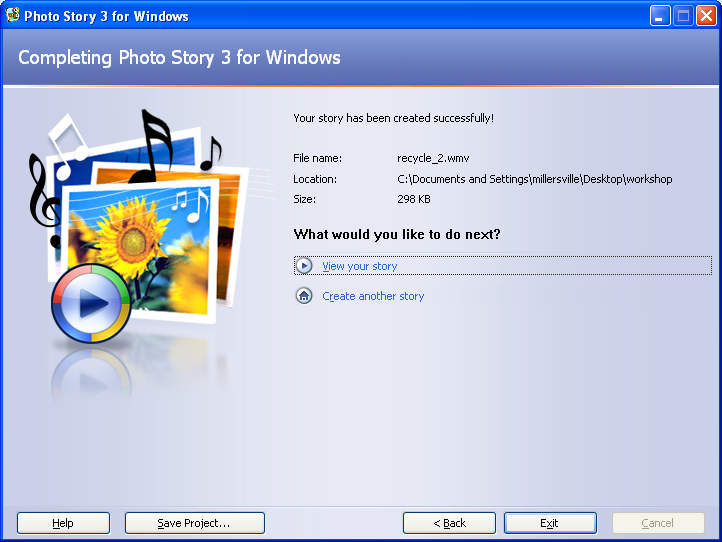 Photo Story 3 for Windows
Completing Photo Story 3 for Windows
Your story has been created successfully!
File name: recycle_2.wmv
Location: C:\Documents and Settings\millersville\Desktop\workshop
Size: 298 KB
What would you like to do next?
View your story
Create another story
Help Save Project... < Back Exit Cancel